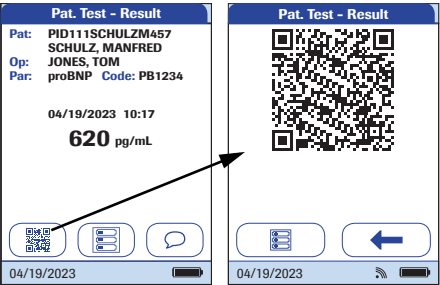 Pat. Test - Result
Pat: PID111SCHULZM457
SCHULZ, MANFRED
Op: JONES, TOM
Par: proBNP Code: PB1234
04/19/2023 10:17
620 pg/mL
04/19/2023
Pat. Test - Result
04/19/2023